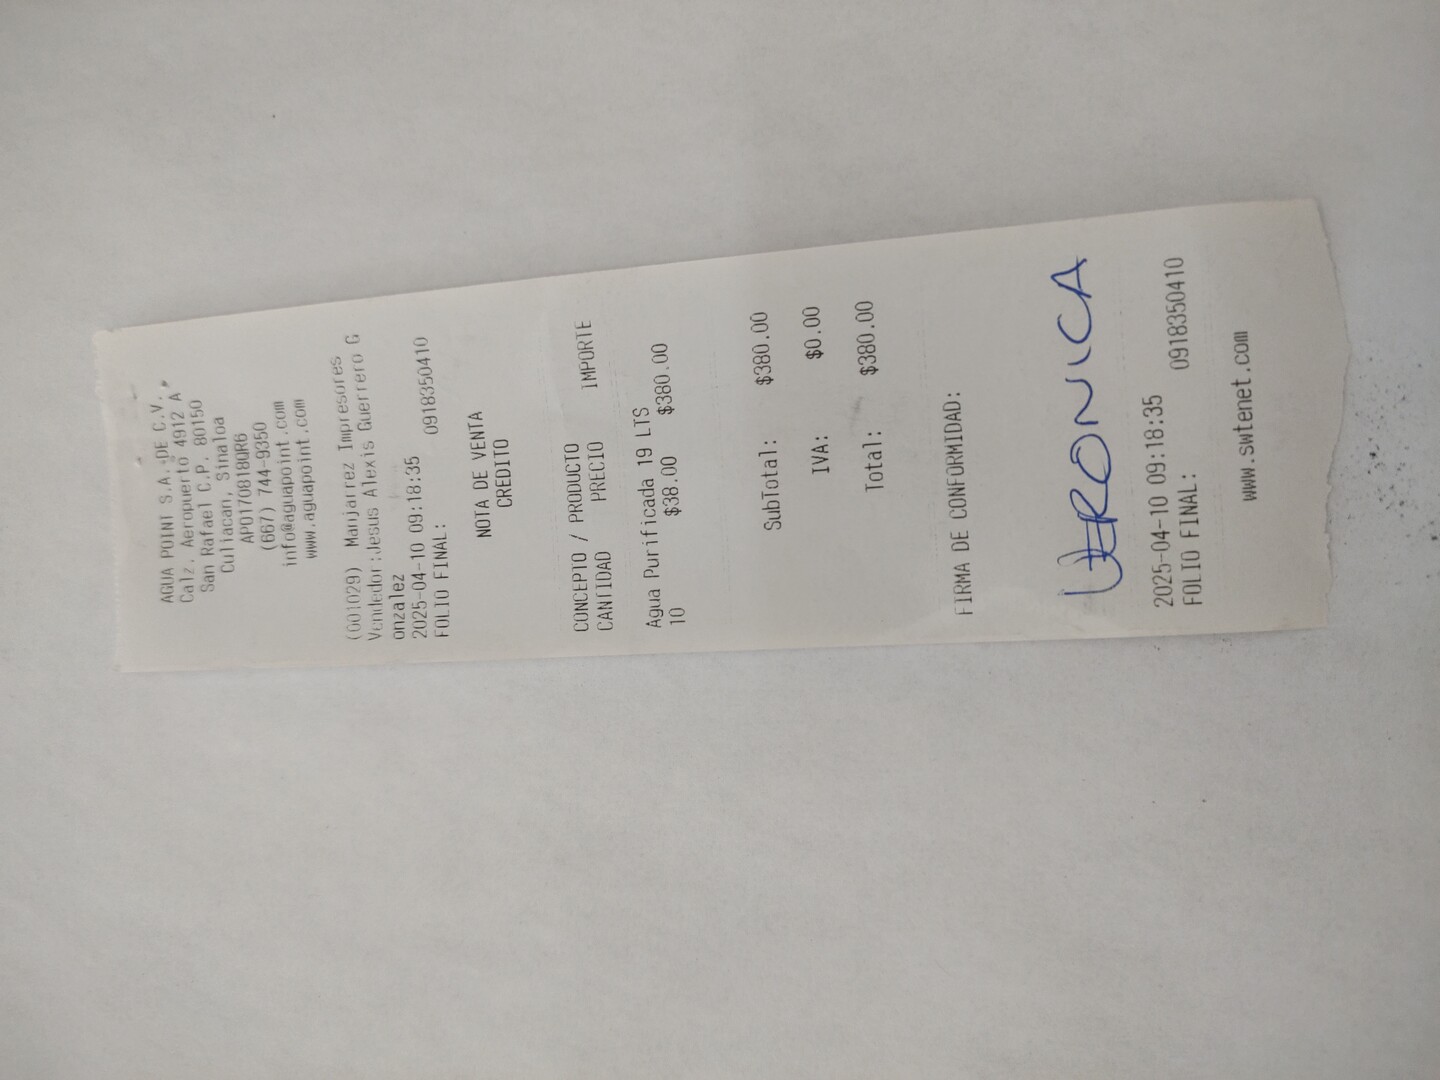 AGUA POINT S.A. DE C.V.
Calz. Aeropuerto 4912 A
San Rafael C.P. 80150
Culiacan, Sinaloa
APO170818QR6
(667) 744-9350
info@aguapoint.com
www.aguapoint.com
(001029) Manjarrez Impresores
Vendedor:Jesus Alexis Guerrero G
onzalez
2025-04-10 09:18:35
FOLIO FINAL: 0918350410
NOTA DE VENTA
CREDITO
CONCEPTO / PRODUCTO
CANTIDAD PRECIO IMPORTE
Agua Purificada 19 LTS
10 $38.00 $380.00
SubTotal: $380.00
IVA: $0.00
Total: $380.00
FIRMA DE CONFORMIDAD:
VERONICA
2025-04-10 09:18:35
FOLIO FINAL: 0918350410
www.swtenet.com